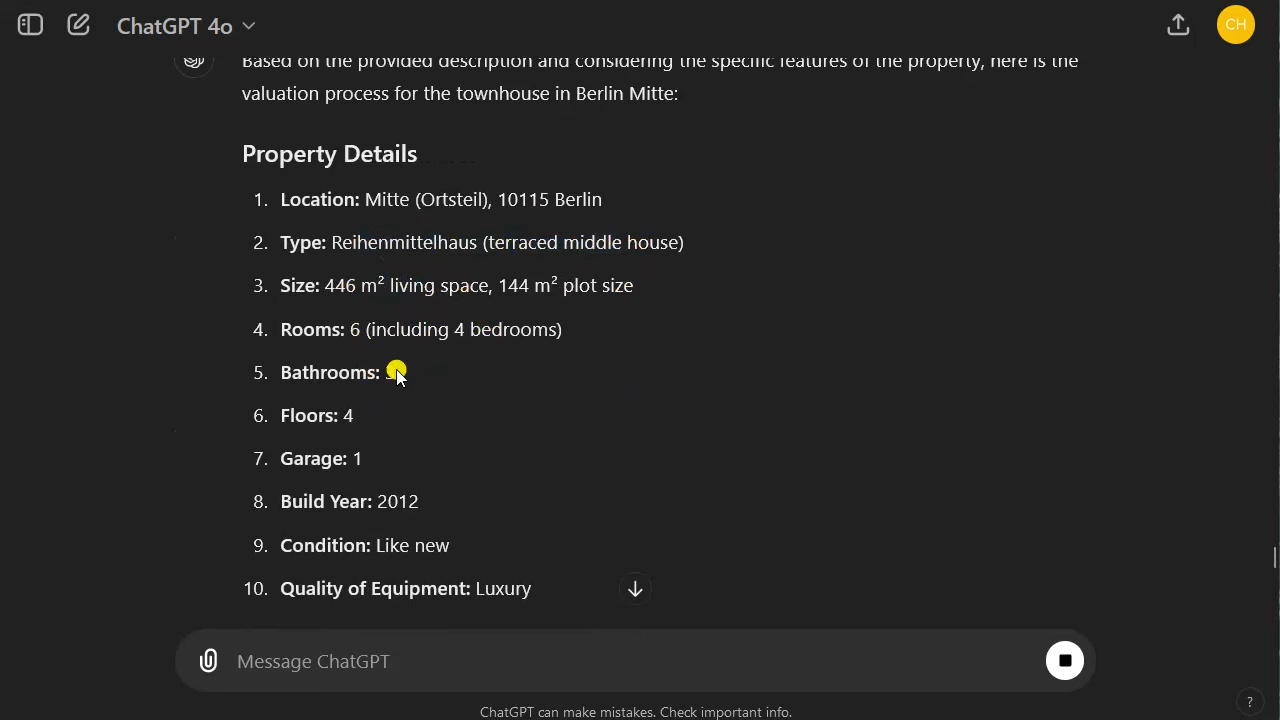 ChatGPT 4o
CH
Based on the provided description and considering the specific features of the property, here is the
valuation process for the townhouse in Berlin Mitte:
Property Details
1. Location: Mitte (Ortsteil), 10115 Berlin
2. Type: Reihenmittelhaus (terraced middle house)
3. Size: 446 m² living space, 144 m² plot size
4. Rooms: 6 (including 4 bedrooms)
5. Bathrooms:
6. Floors: 4
7. Garage: 1
8. Build Year: 2012
9. Condition: Like new
10. Quality of Equipment: Luxury
Message ChatGPT
ChatGPT can make mistakes. Check important info.
?